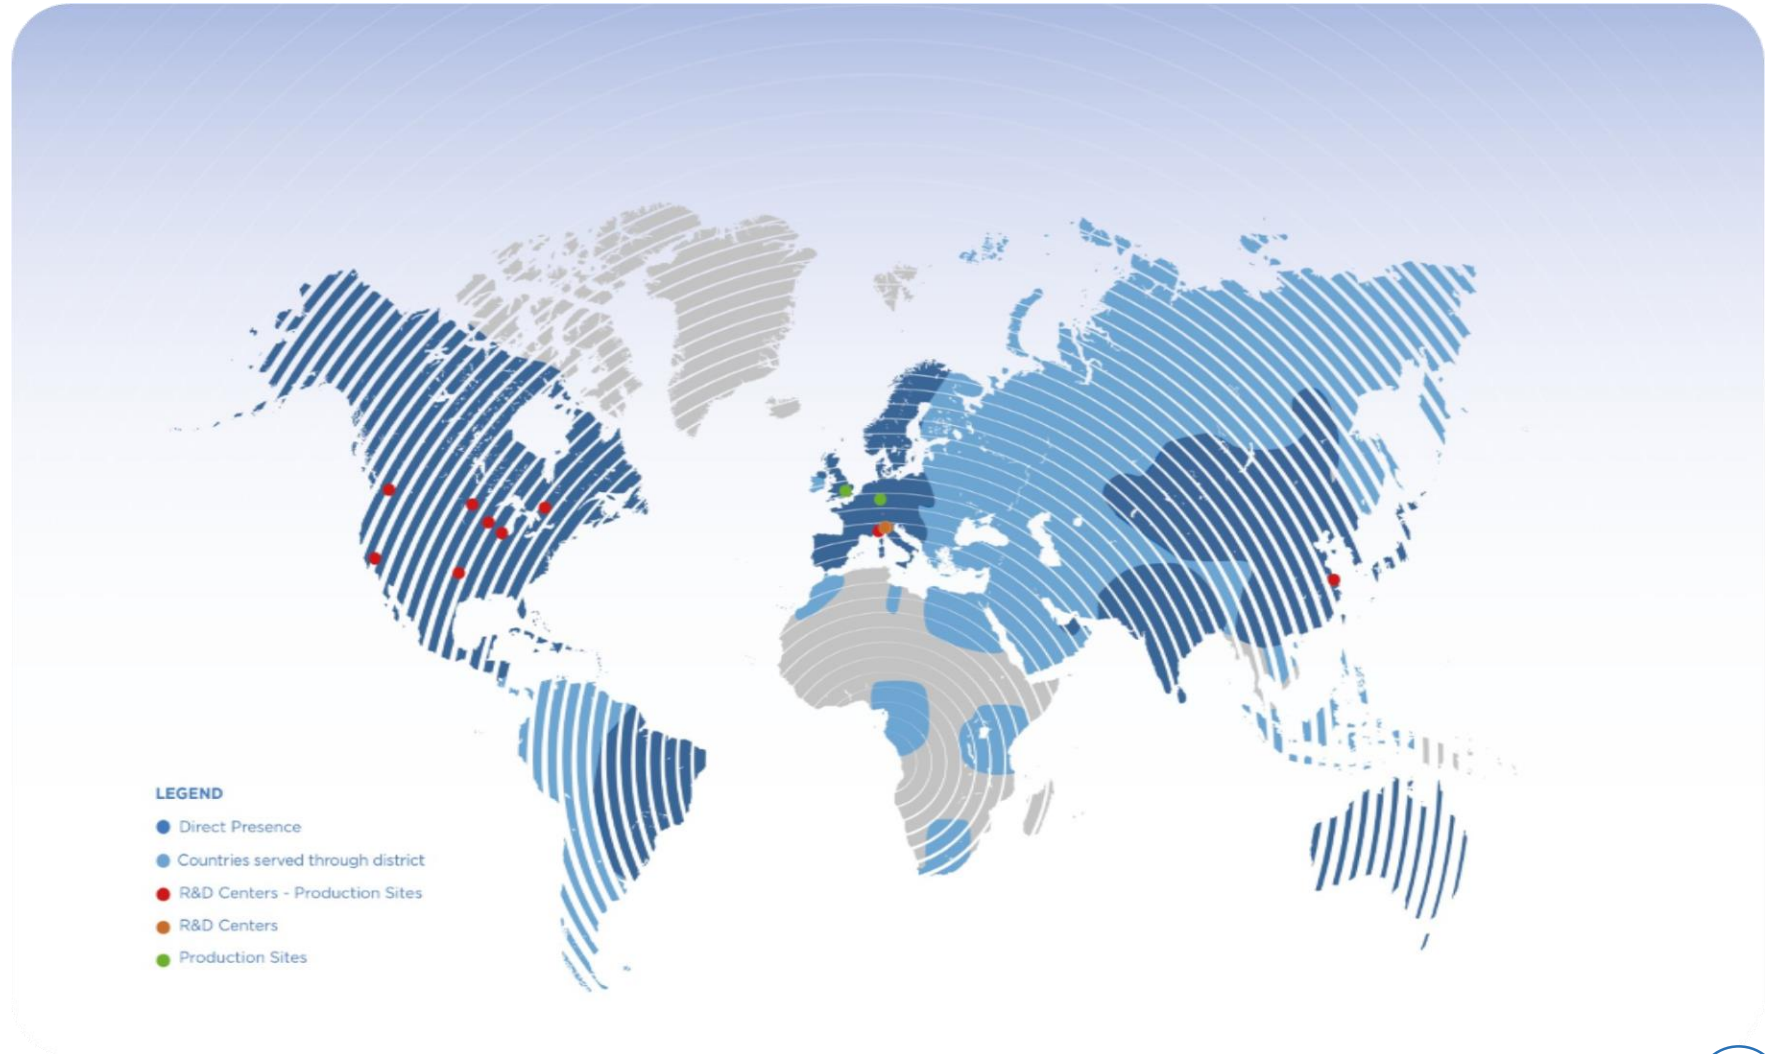 LEGEND
Direct Presence
Countries served through district
R&D Centers - Production Sites
R&D Centers
Production Sites